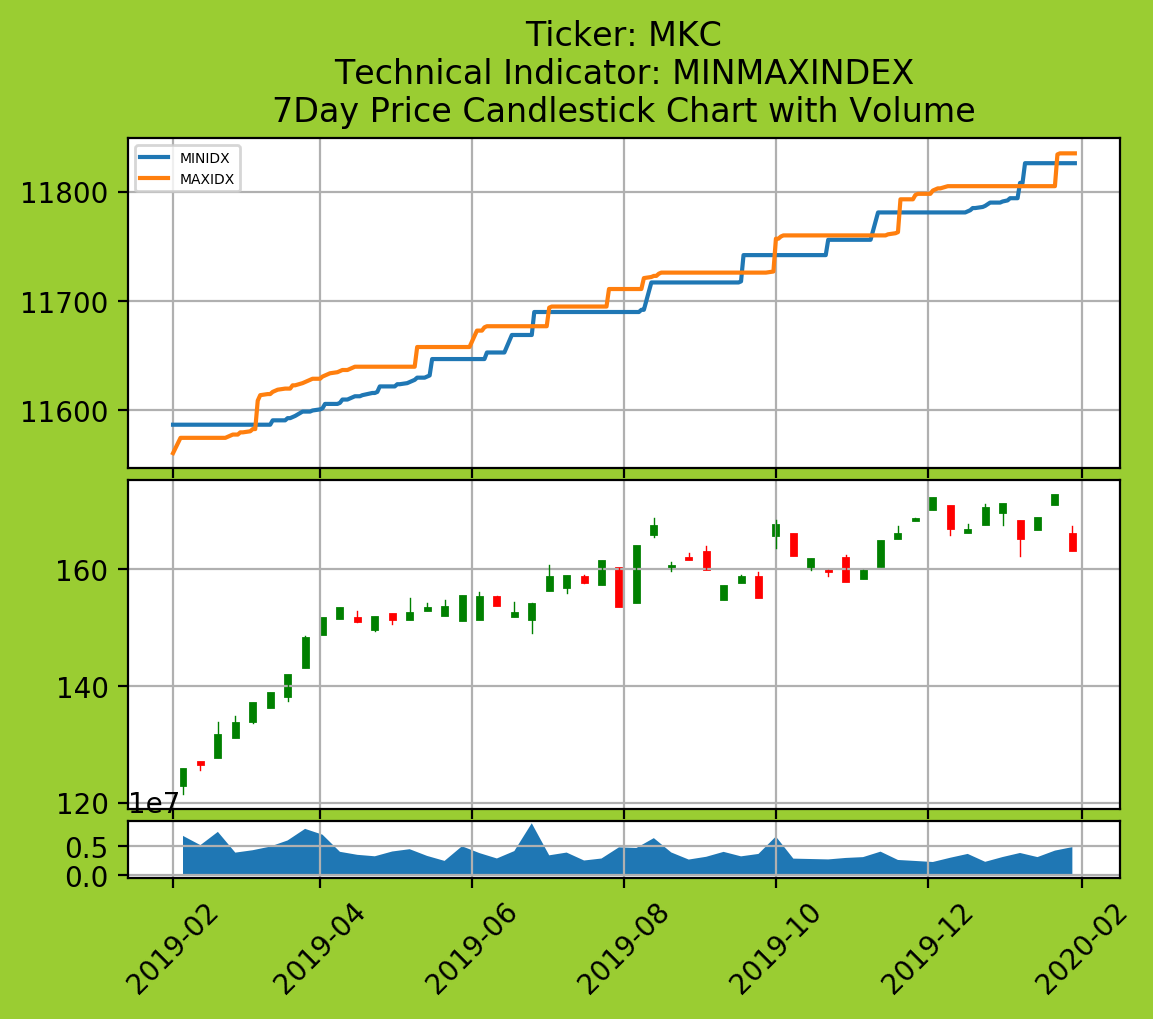 Ticker: MKC
Technical Indicator: MINMAXINDEX
7Day Price Candlestick Chart with Volume
MINIDX
MAXIDX
11800
11700
11600
160
140
120
1e7
0.5
0.0
2019-02
2019-04
2019-06
2019-08
2019-10
2019-12
2020-02